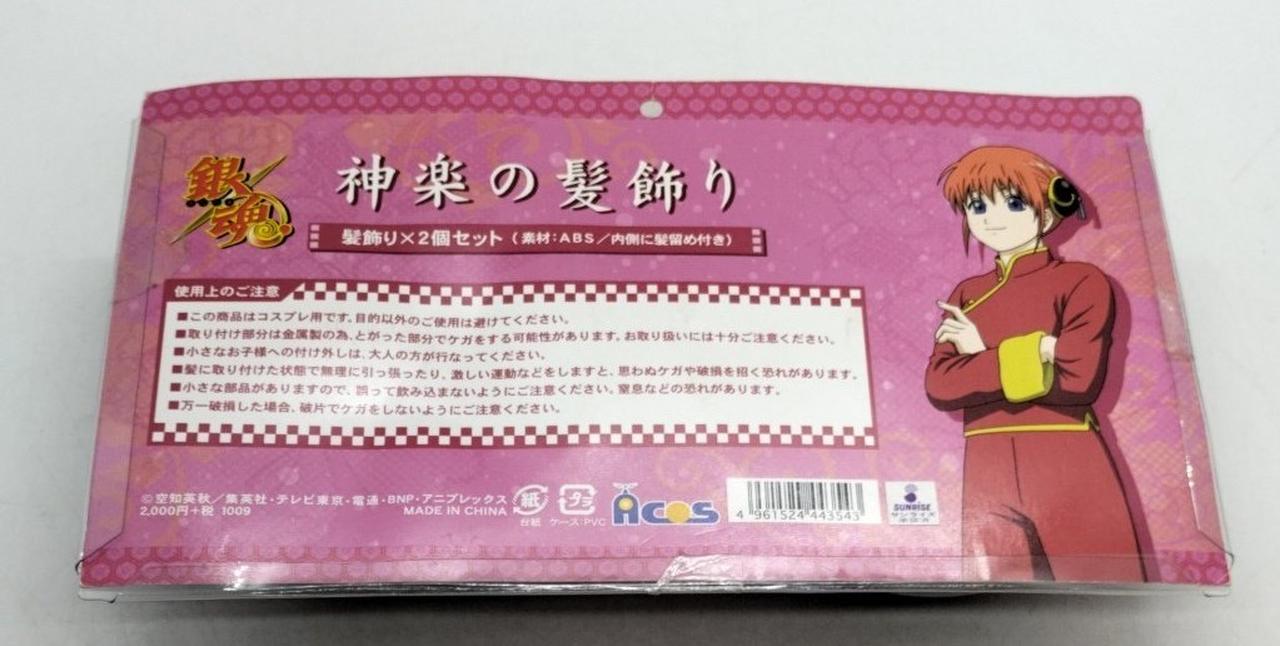 銀魂
神楽の髪飾り
髪飾り×2個セット(素材:ABS/内側に髪留め付き)
使用上のご注意
■この商品はコスプレ用です。目的以外のご使用は避けてください。
■取り付け部分は金属製の為、とがった部分でケガをする可能性があります。お取り扱いには十分ご注意ください。
■小さなお子様への付け外しは、大人の方が行なってください。
■髪に取り付けた状態で無理に引っ張ったり、激しい運動などをしますと、思わぬケガや破損を招く恐れがあります。
■小さな部品がありますので、誤って飲み込まないようにご注意ください。窒息などの恐れがあります。
■万一破損した場合、破片でケガをしないようにご注意ください。
©空知英秋/集英社・テレビ東京・電通・BNP・アニプレックス
2,000円+税 1009
MADE IN CHINA
紙
台紙
プラ
ケース:PVC
ACOS
4 961524 443543
SUNRISE
サンライズ